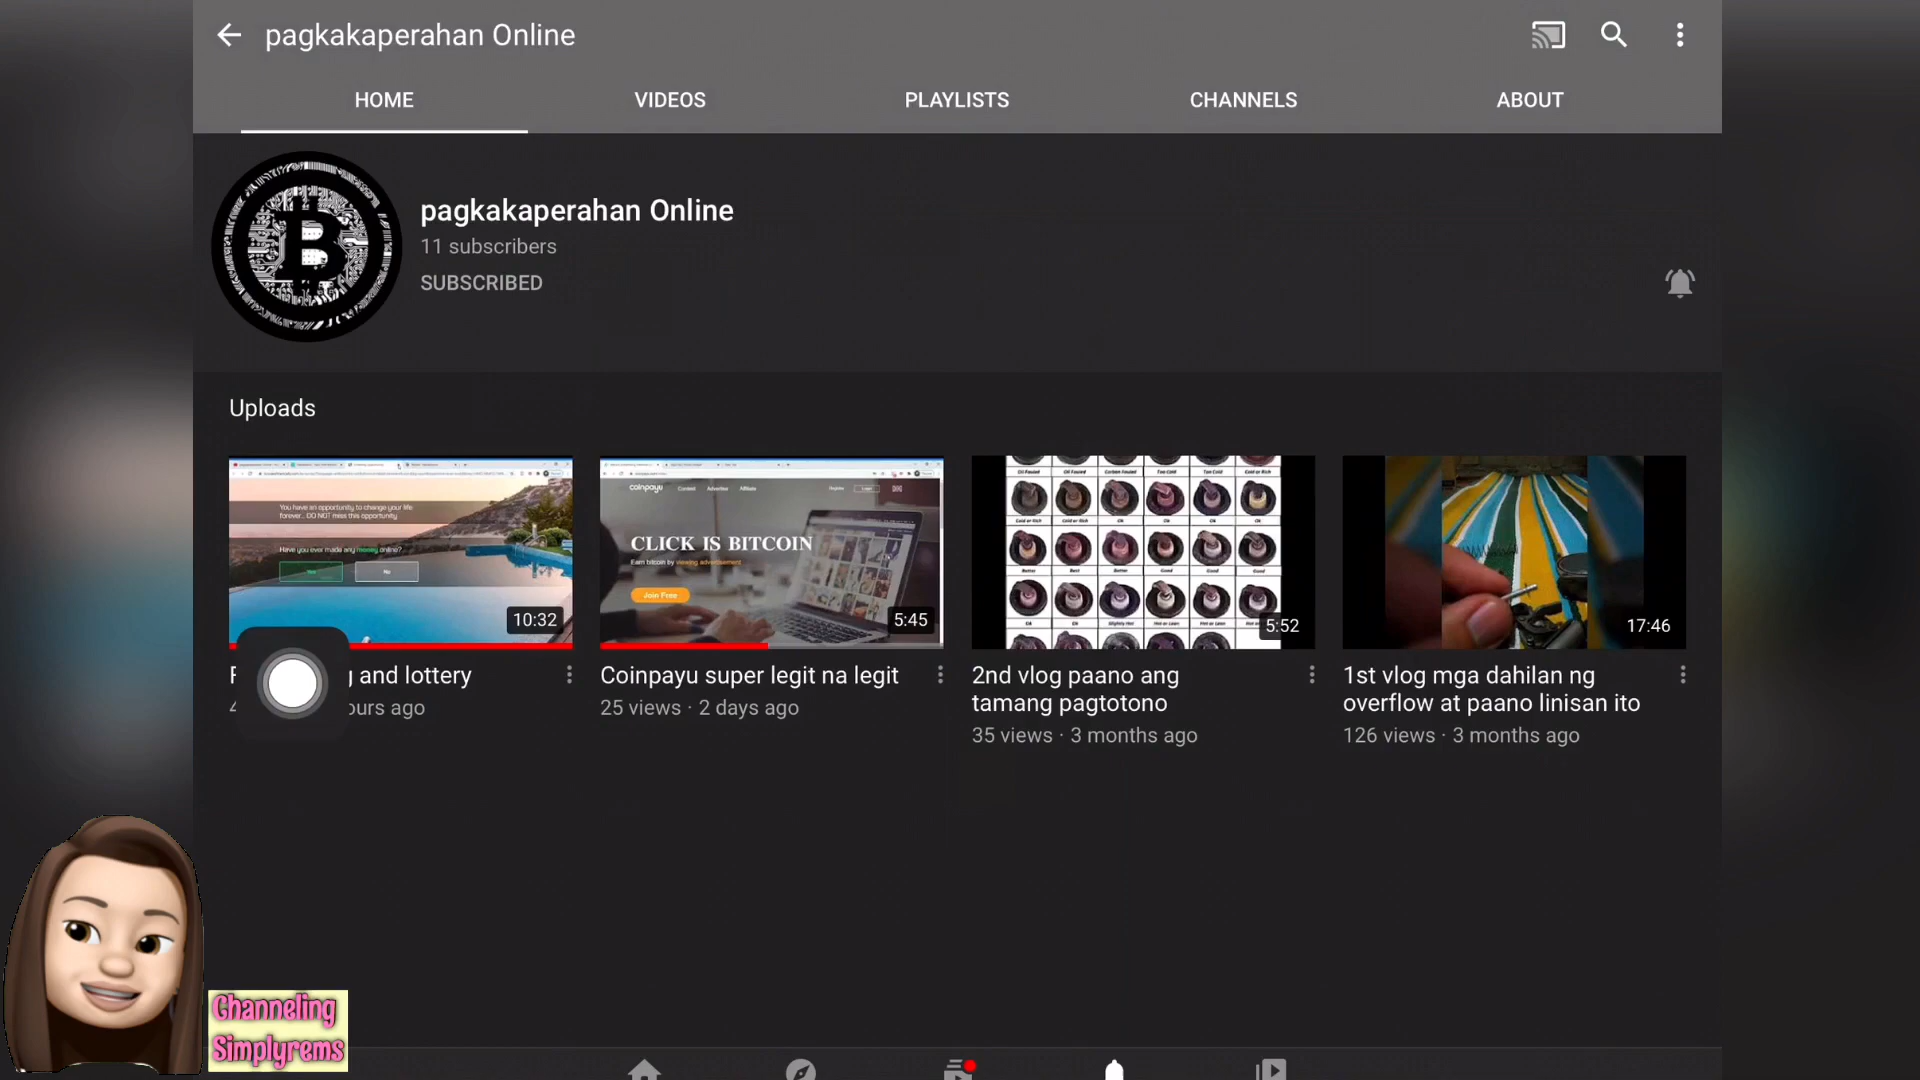 pagkakaperahan Online
HOME
VIDEOS
PLAYLISTS
CHANNELS
ABOUT
pagkakaperahan Online
11 subscribers
SUBSCRIBED
Uploads
You have an opportunity to change your life
forever... DO NOT miss this opportunity
Have you ever made any money online?
Yes
No
10:32
coinpayu
CLICK IS BITCOIN
Earn bitcoin by viewing advertisement
Join Free
5:45
5:52
17:46
and lottery
ours ago
Coinpayu super legit na legit
25 views · 2 days ago
2nd vlog paano ang
tamang pagtotono
35 views · 3 months ago
1st vlog mga dahilan ng
overflow at paano linisan ito
126 views · 3 months ago
Channeling
Simplyrems